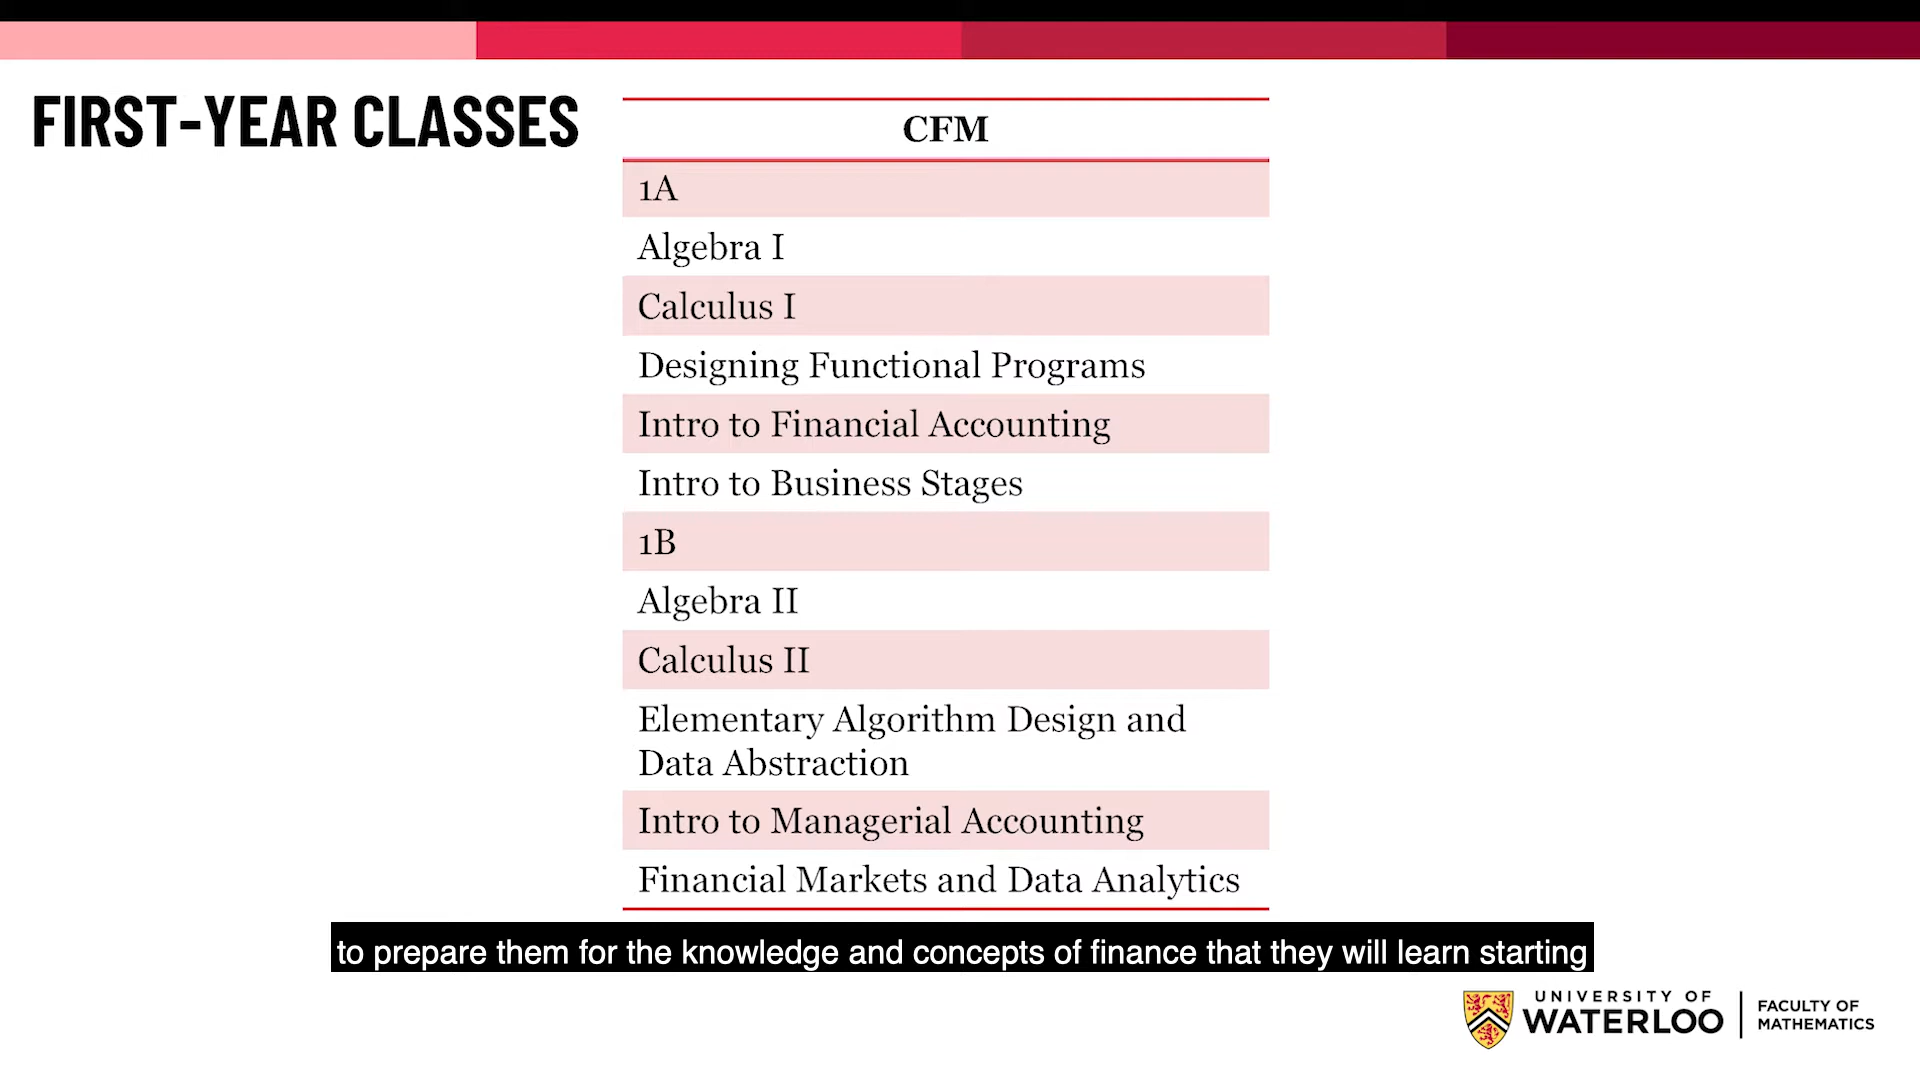 FIRST-YEAR CLASSES
CFM
1A
Algebra I
Calculus I
Designing Functional Programs
Intro to Financial Accounting
Intro to Business Stages
1B
Algebra II
Calculus II
Elementary Algorithm Design and
Data Abstraction
Intro to Managerial Accounting
Financial Markets and Data Analytics
to prepare them for the knowledge and concepts of finance that they will learn starting
UNIVERSITY OF
WATERLOO
FACULTY OF
MATHEMATICS